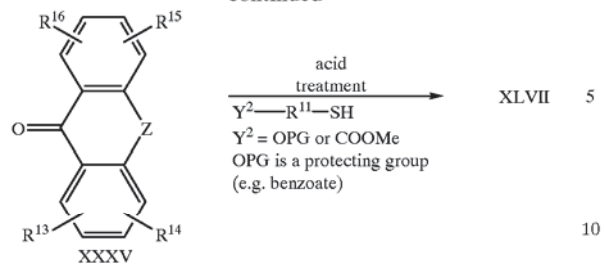 R¹⁶
R¹⁵
acid
treatment
XLVII 5
Y²—R¹¹—SH
O
Z
Y² = OPG or COOMe
OPG is a protecting group
(e.g. benzoate)
R¹³
R¹⁴
10
XXXV